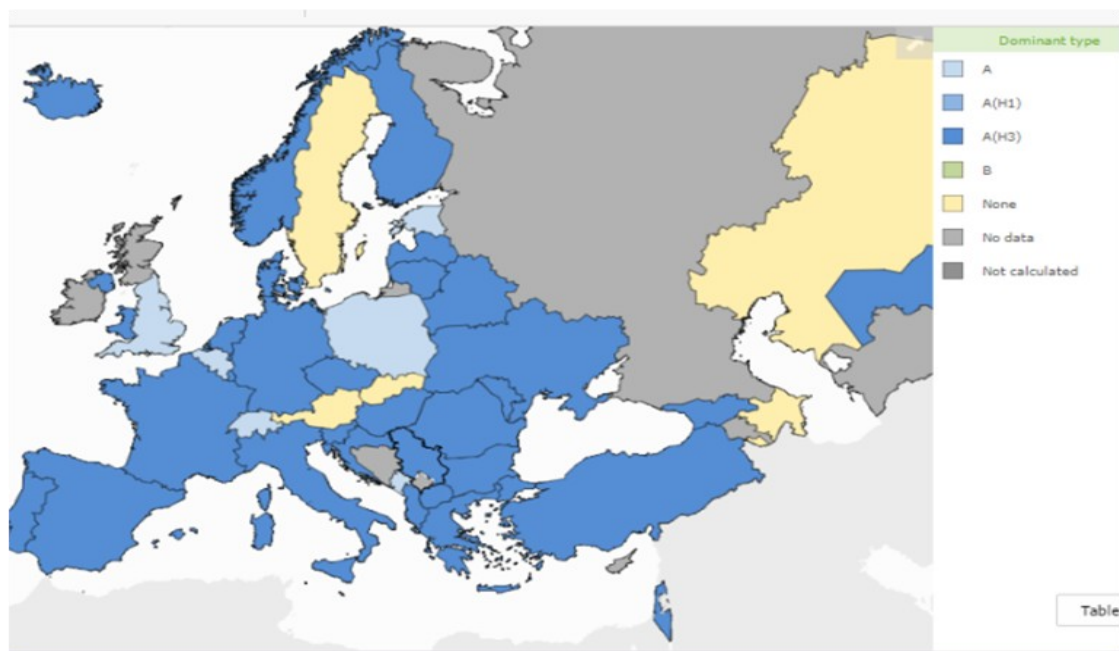 Dominant type
A
A(H1)
A(H3)
B
None
No data
Not calculated
Table